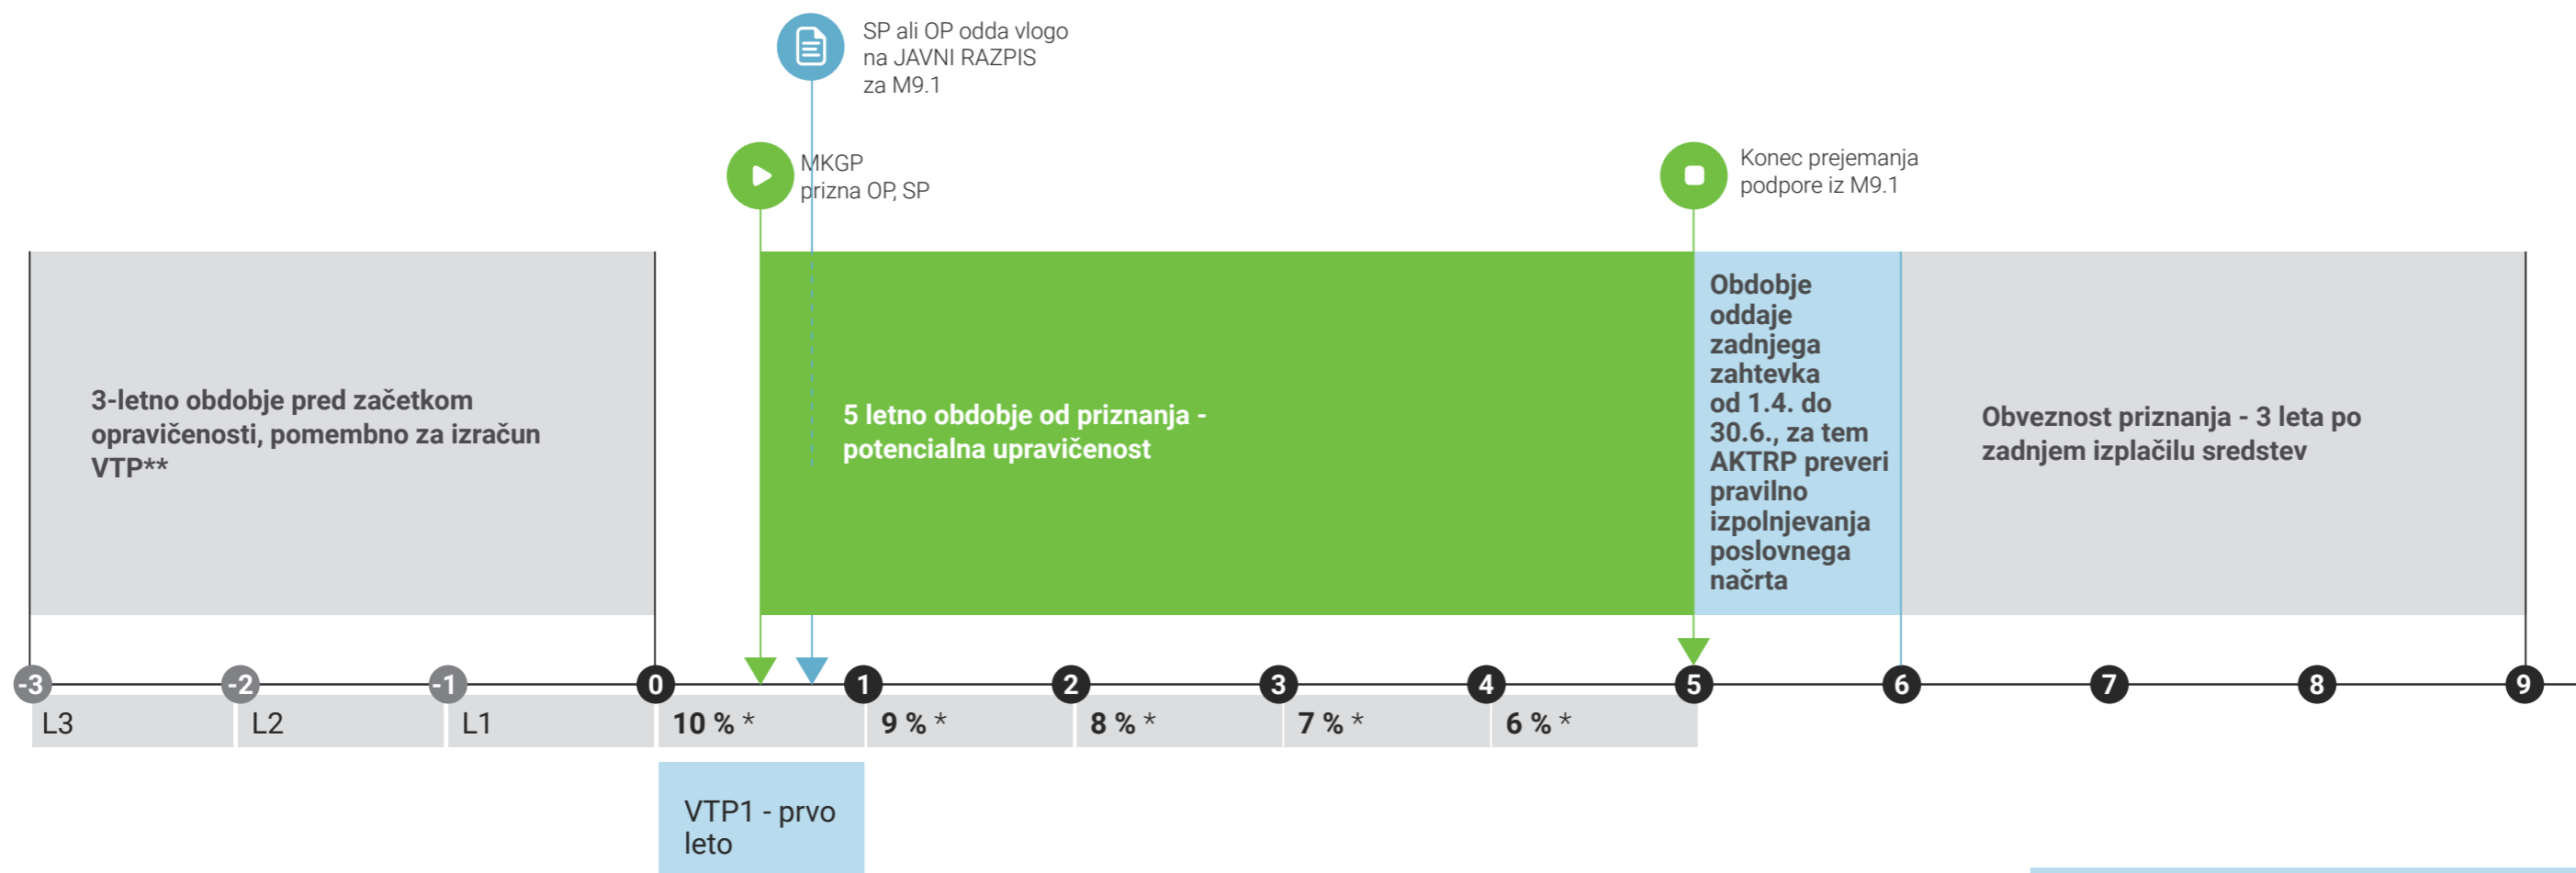 SP ali OP odda vlogo
na JAVNI RAZPIS
za M9.1
MKGP
prizna OP, SP
Konec prejemanja
podpore iz M9.1
3-letno obdobje pred začetkom
opravičenosti, pomembno za izračun
VTP**
5 letno obdobje od priznanja -
potencialna upravičenost
Obdobje
oddaje
zadnjega
zahtevka
od 1.4. do
30.6., za tem
AKTRP preveri
pravilno
izpolnjevanja
poslovnega
načrta
Obveznost priznanja - 3 leta po
zadnjem izplačilu sredstev
-3 -2 -1 0 1 2 3 4 5 6 7 8 9
L3 L2 L1 10 % * 9 % * 8 % * 7 % * 6 % *
VTP1 - prvo
leto